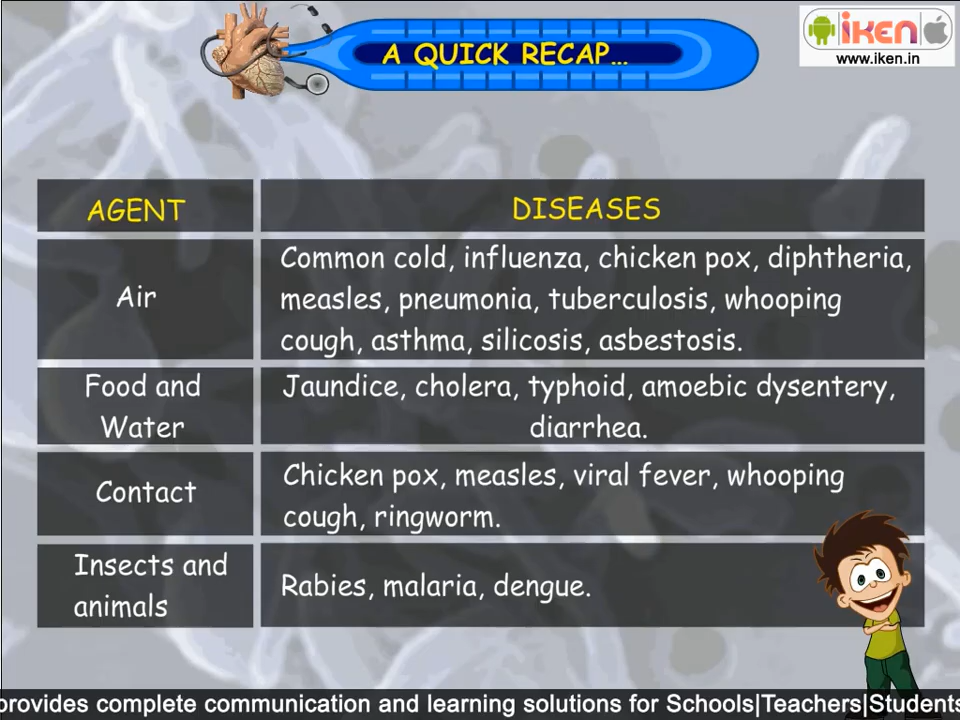 A QUICK RECAP...
iken
www.iken.in
AGENT
DISEASES
Air
Common cold, influenza, chicken pox, diphtheria,
measles, pneumonia, tuberculosis, whooping
cough, asthma, silicosis, asbestosis.
Food and
Water
Jaundice, cholera, typhoid, amoebic dysentery,
diarrhea.
Contact
Chicken pox, measles, viral fever, whooping
cough, ringworm.
Insects and
animals
Rabies, malaria, dengue.
provides complete communication and learning solutions for Schools|Teachers|Students